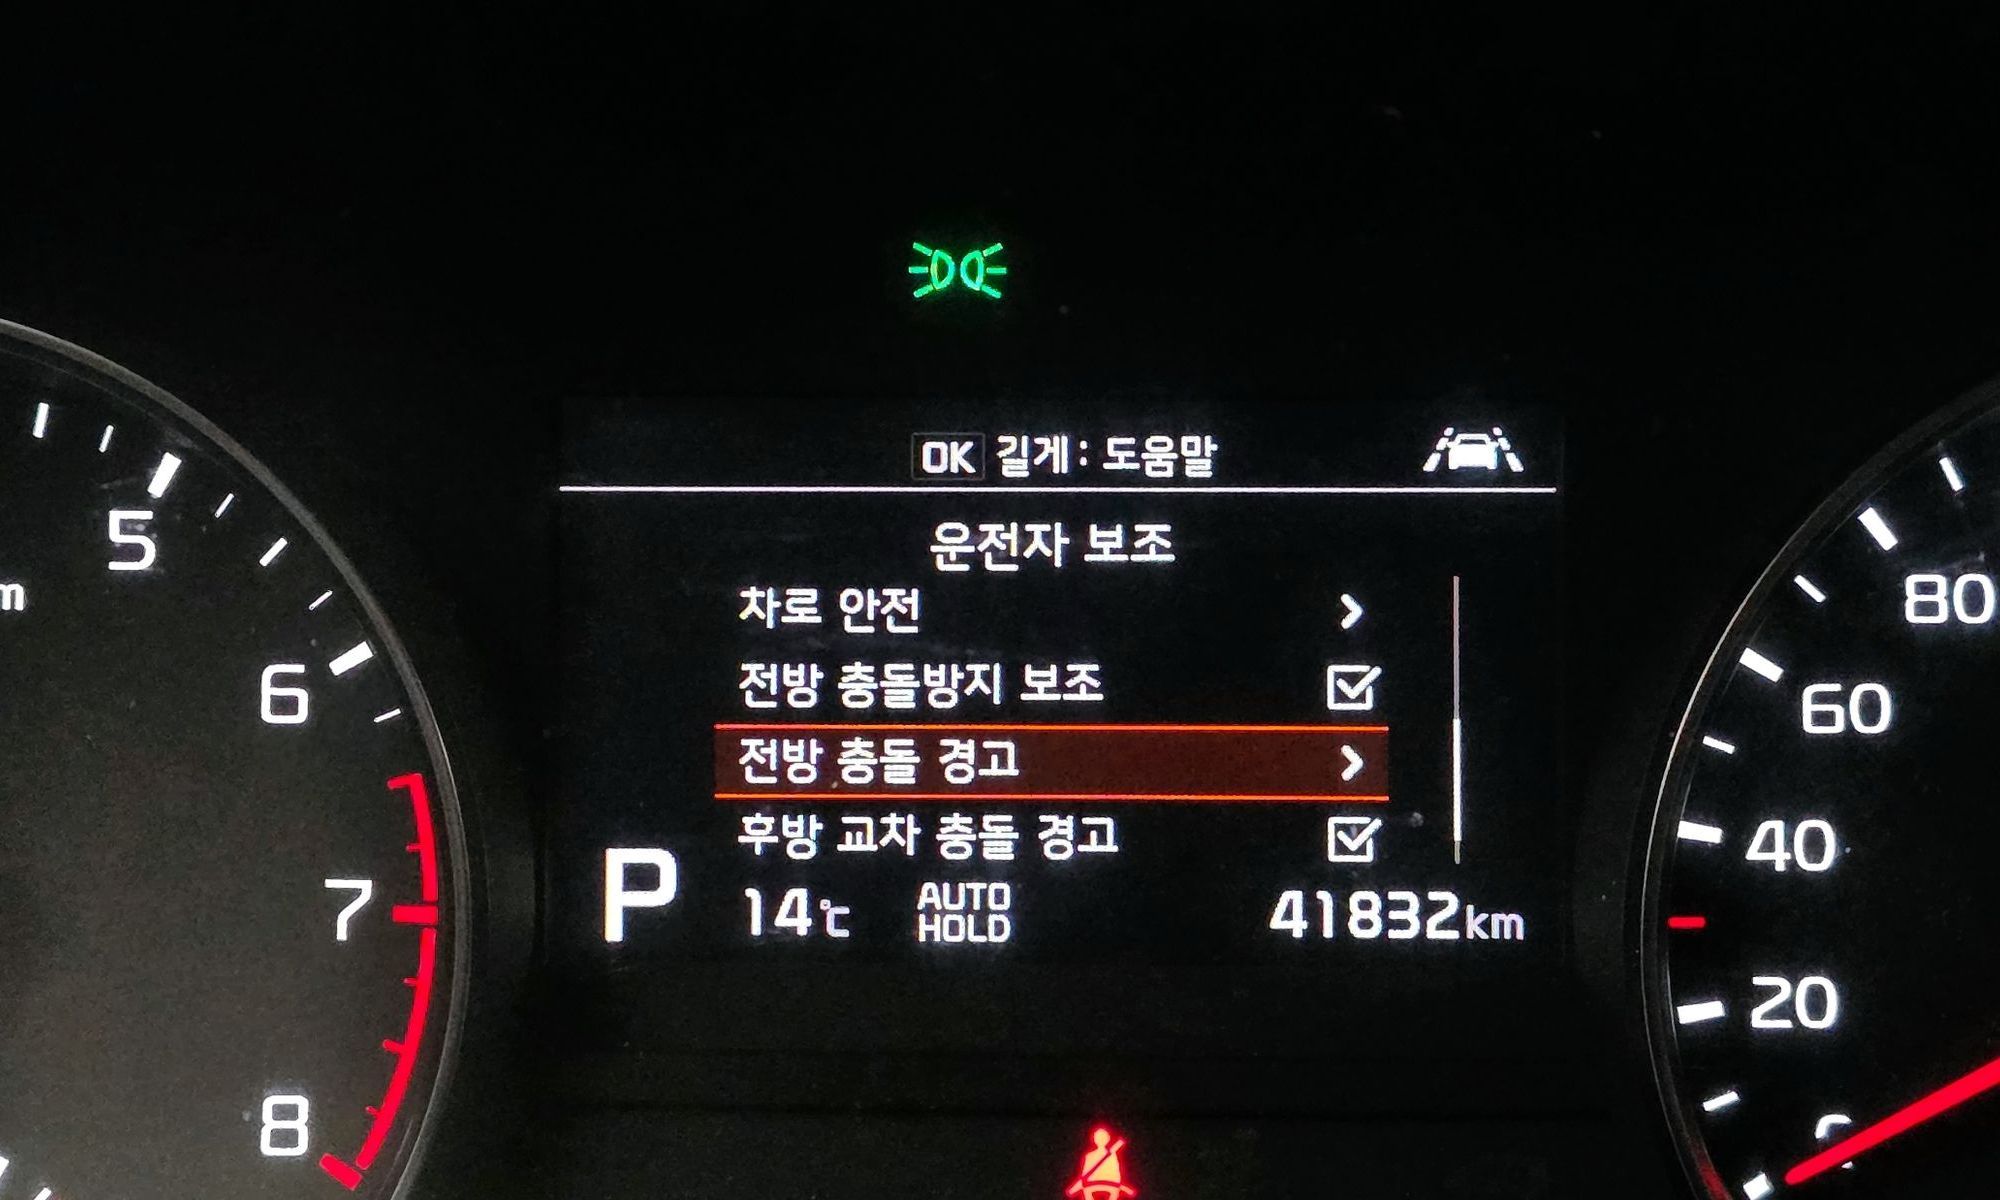 OK 길게 : 도움말
운전자 보조
차로 안전
전방 충돌방지 보조
전방 충돌 경고
후방 교차 충돌 경고
P 14℃ AUTO HOLD 41832km
5
6
7
8
80
60
40
20